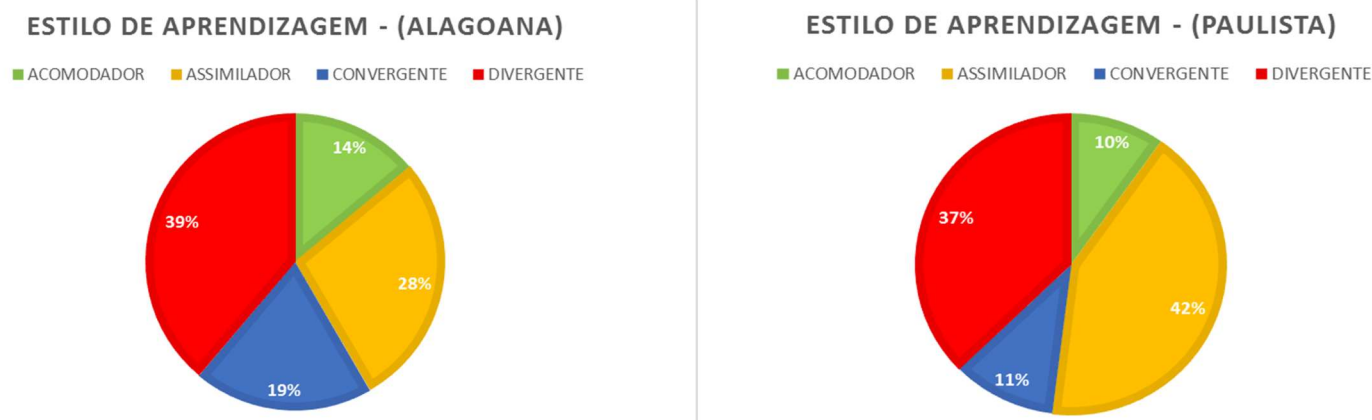 ESTILO DE APRENDIZAGEM - (ALAGOANA)
ACOMODADOR ASSIMILADOR CONVERGENTE DIVERGENTE
14%
39%
28%
19%
ESTILO DE APRENDIZAGEM - (PAULISTA)
ACOMODADOR ASSIMILADOR CONVERGENTE DIVERGENTE
10%
37%
42%
11%